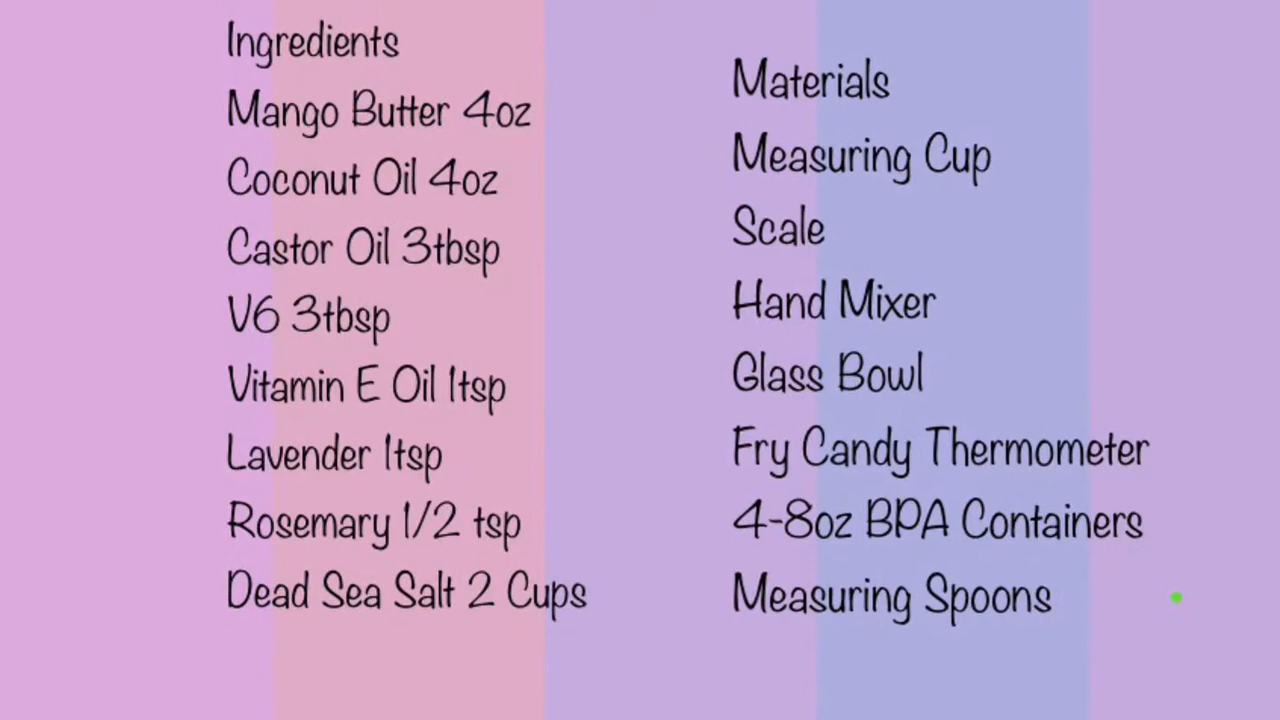 Ingredients
Mango Butter 4oz
Coconut Oil 4oz
Castor Oil 3tbsp
V6 3tbsp
Vitamin E Oil 1tsp
Lavender 1tsp
Rosemary 1/2 tsp
Dead Sea Salt 2 Cups
Materials
Measuring Cup
Scale
Hand Mixer
Glass Bowl
Fry Candy Thermometer
4-8oz BPA Containers
Measuring Spoons